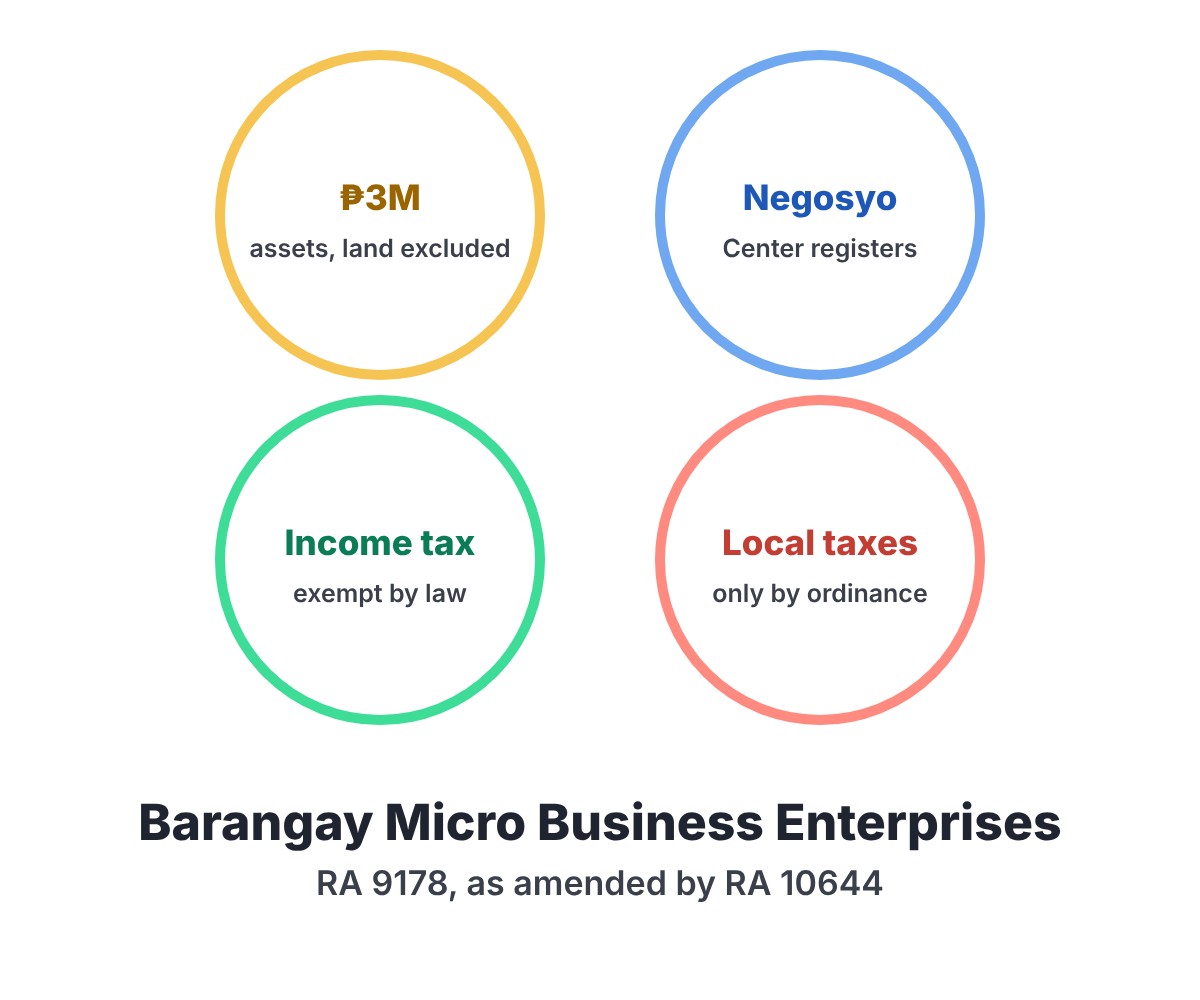 ₱3M
assets, land excluded
Negosyo
Center registers
Income tax
exempt by law
Local taxes
only by ordinance
Barangay Micro Business Enterprises
RA 9178, as amended by RA 10644